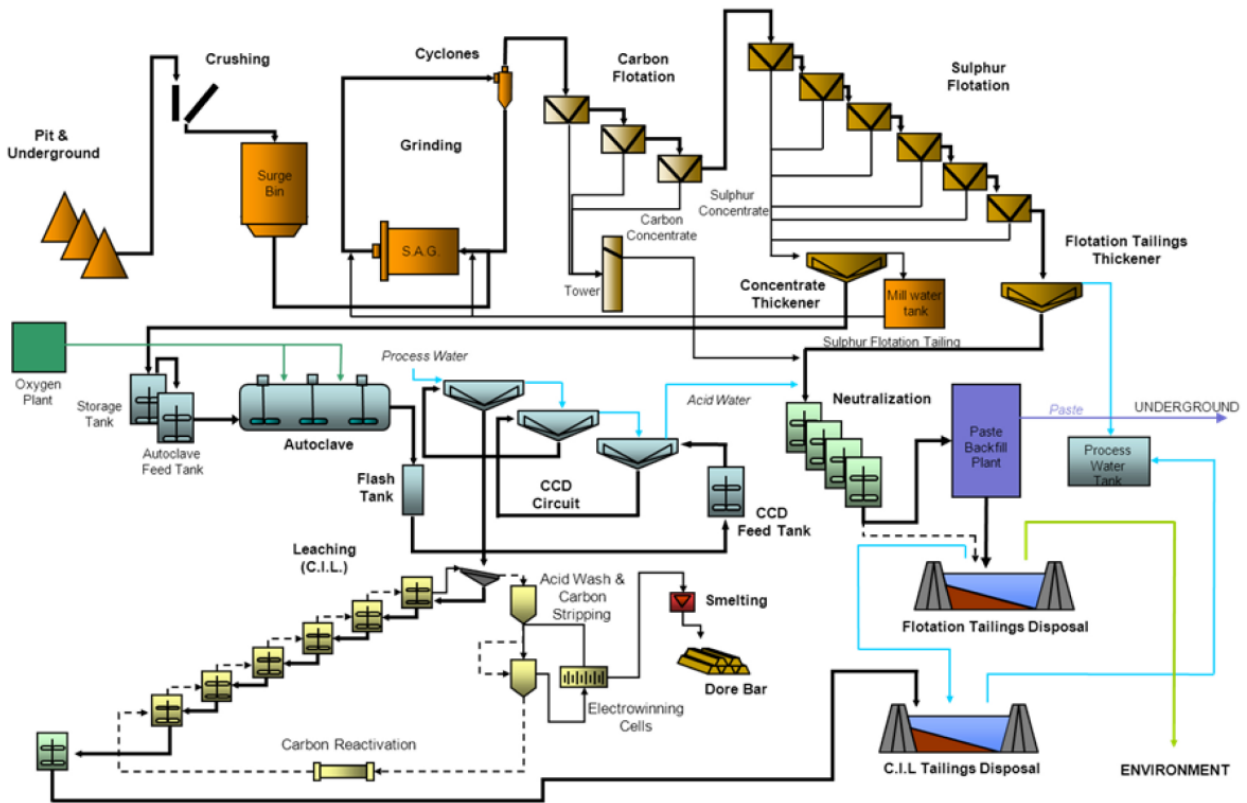 Crushing
Pit &
Underground
Surge
Bin
Cyclones
Grinding
S.A.G.
Carbon
Flotation
Carbon
Concentrate
Tower
Sulphur
Flotation
Sulphur
Concentrate
Concentrate
Thickener
Mill water
tank
Sulphur Flotation Tailing
Flotation Tailings
Thickener
Oxygen
Plant
Storage
Tank
Autoclave
Feed Tank
Autoclave
Process Water
Flash
Tank
CCD
Circuit
CCD
Feed Tank
Acid Water
Neutralization
Paste
Backfill
Plant
Paste
UNDERGROUND
Process
Water
Tank
Leaching
(C.I.L.)
Acid Wash &
Carbon
Stripping
Smelting
Dore Bar
Electrowinning
Cells
Carbon Reactivation
Flotation Tailings Disposal
C.I.L Tailings Disposal
ENVIRONMENT